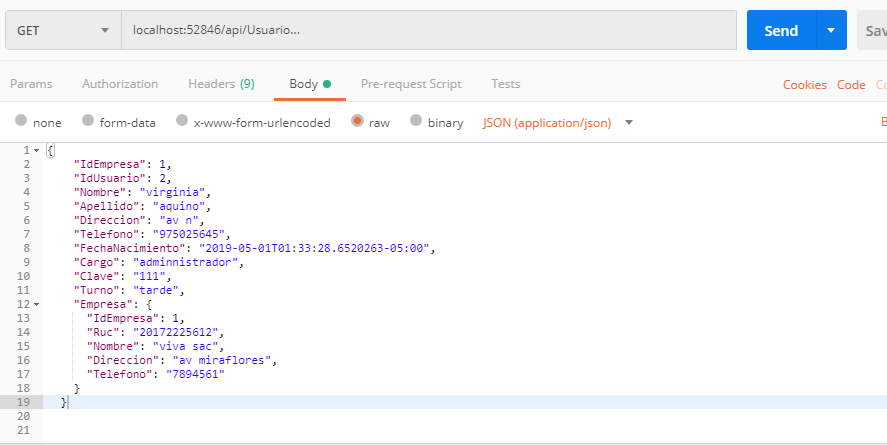 GET localhost:52846/api/Usuario... Send Sav
Params Authorization Headers (9) Body Pre-request Script Tests Cookies Code Co
none form-data x-www-form-urlencoded raw binary JSON (application/json) B
1 {
2 "IdEmpresa": 1,
3 "IdUsuario": 2,
4 "Nombre": "virginia",
5 "Apellido": "aquino",
6 "Direccion": "av n",
7 "Telefono": "975025645",
8 "FechaNacimiento": "2019-05-01T01:33:28.6520263-05:00",
9 "Cargo": "adminnistrador",
10 "Clave": "111",
11 "Turno": "tarde",
12 "Empresa": {
13 "IdEmpresa": 1,
14 "Ruc": "20172225612",
15 "Nombre": "viva sac",
16 "Direccion": "av miraflores",
17 "Telefono": "7894561"
18 }
19 }
20
21